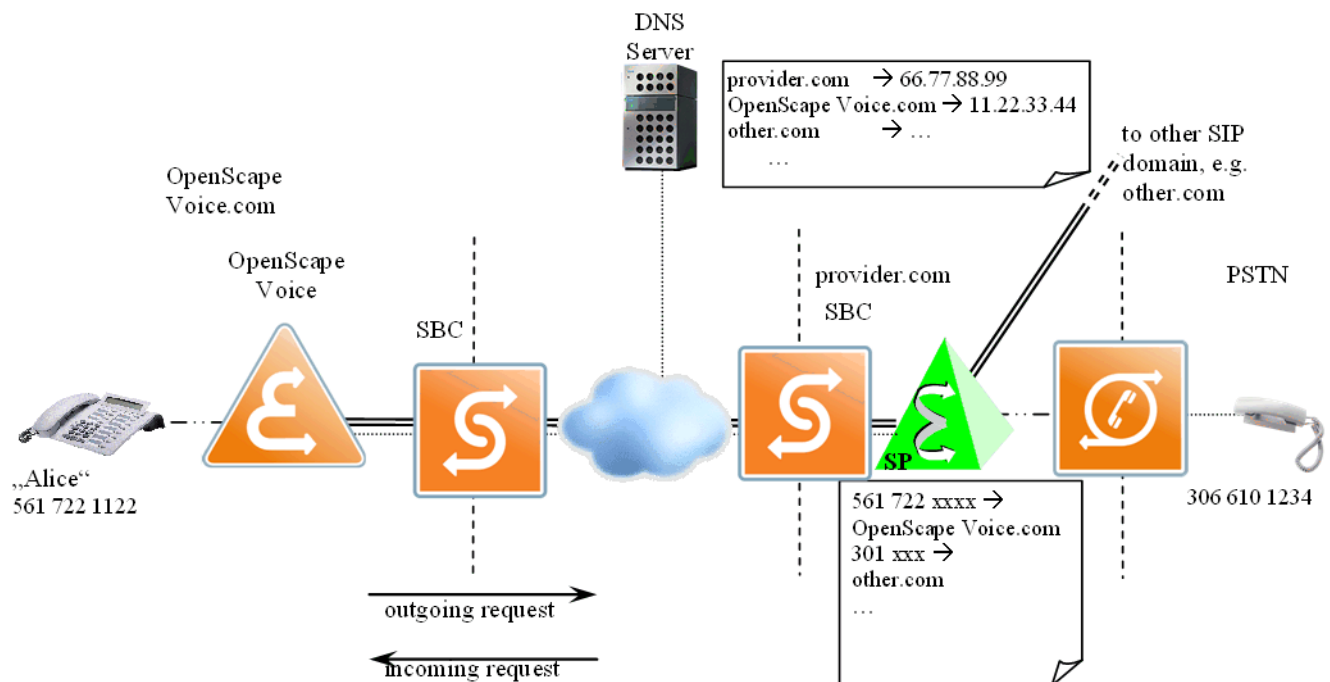 DNS
Server
provider.com → 66.77.88.99
OpenScape Voice.com → 11.22.33.44
other.com → …
…
to other SIP
domain, e.g.
other.com
OpenScape
Voice.com
OpenScape
Voice
SBC
provider.com
SBC
PSTN
SP
„Alice“
561 722 1122
306 610 1234
561 722 xxxx →
OpenScape Voice.com
301 xxx →
other.com
…
outgoing request
incoming request